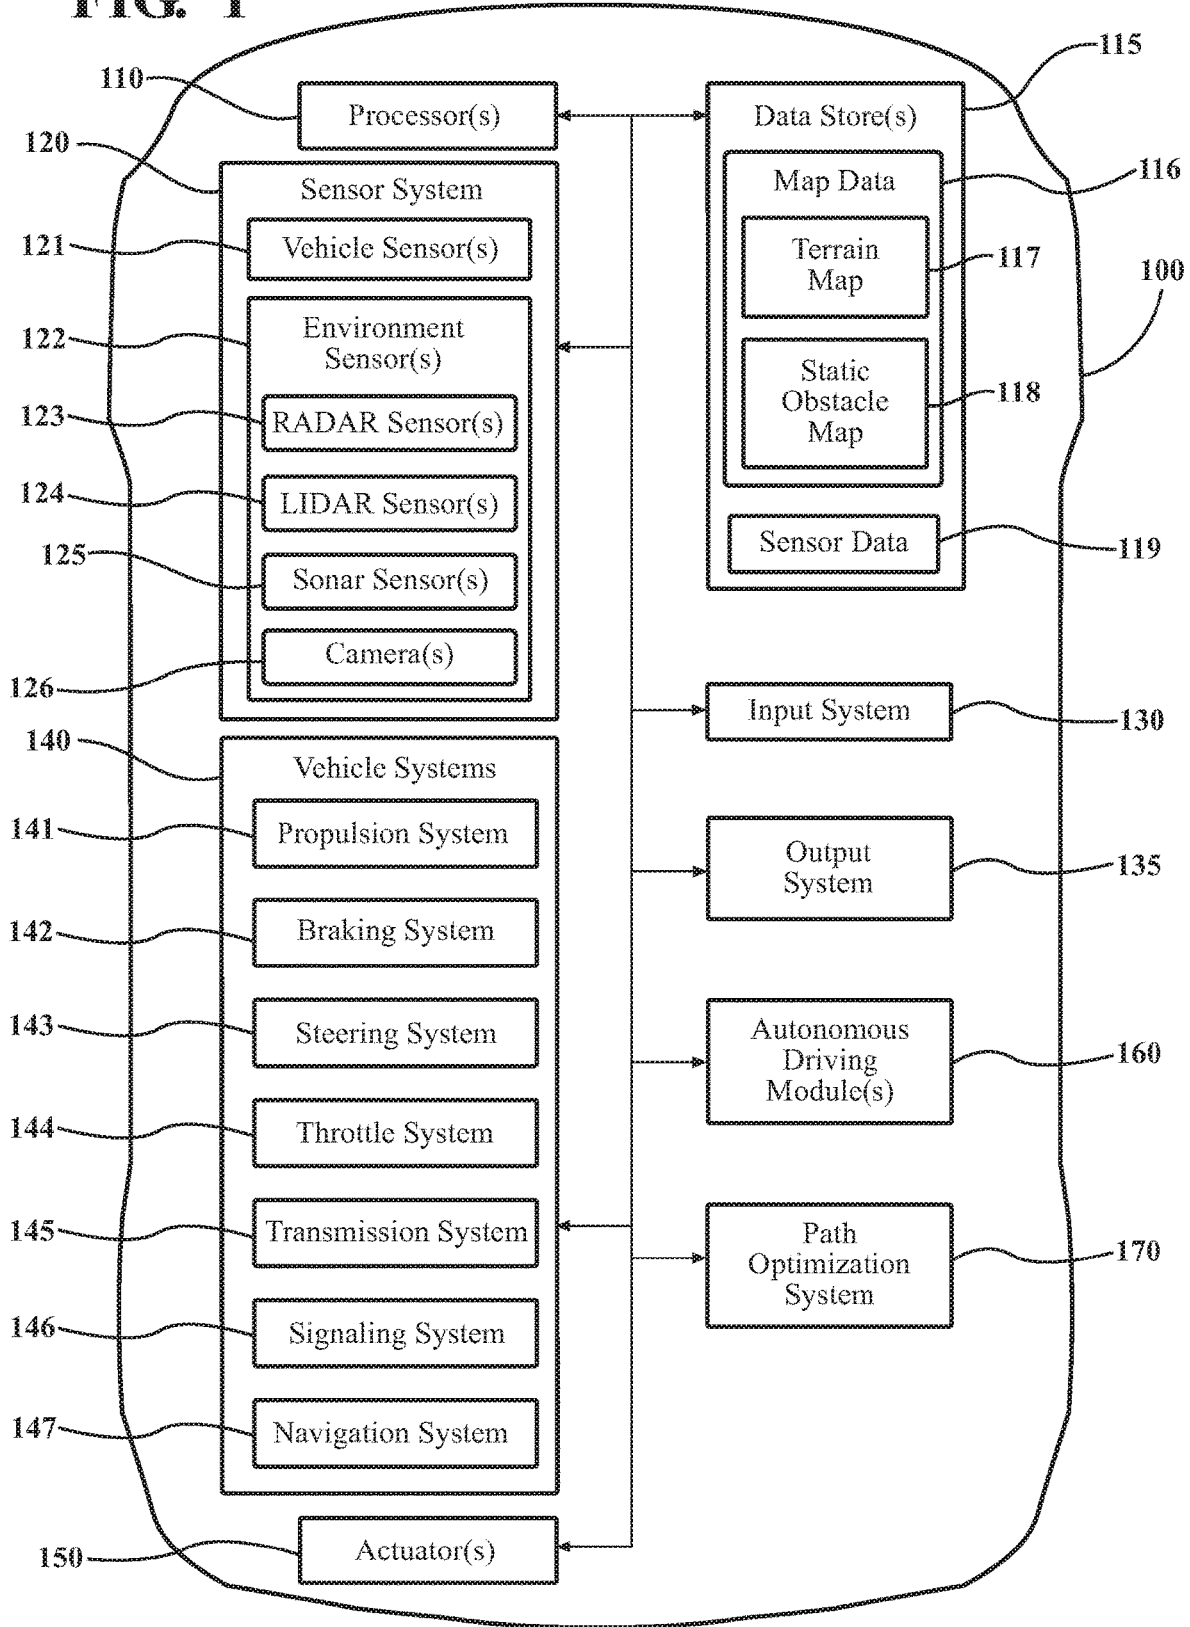 FIG. 1
110
Processor(s)
120
Sensor System
121
Vehicle Sensor(s)
122
Environment
Sensor(s)
123
RADAR Sensor(s)
124
LIDAR Sensor(s)
125
Sonar Sensor(s)
126
Camera(s)
140
Vehicle Systems
141
Propulsion System
142
Braking System
143
Steering System
144
Throttle System
145
Transmission System
146
Signaling System
147
Navigation System
150
Actuator(s)
115
Data Store(s)
116
Map Data
117
Terrain
Map
100
118
Static
Obstacle
Map
119
Sensor Data
130
Input System
135
Output
System
160
Autonomous
Driving
Module(s)
170
Path
Optimization
System